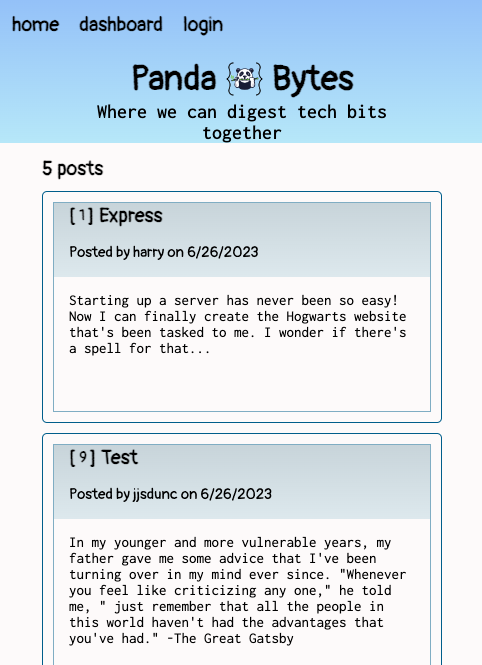 home dashboard login
Panda Bytes
Where we can digest tech bits
together
5 posts
[ 1 ] Express
Posted by harry on 6/26/2023
Starting up a server has never been so easy!
Now I can finally create the Hogwarts website
that's been tasked to me. I wonder if there's
a spell for that...
[ 9 ] Test
Posted by jjsdunc on 6/26/2023
In my younger and more vulnerable years, my
father gave me some advice that I've been
turning over in my mind ever since. "Whenever
you feel like criticizing any one," he told
me, " just remember that all the people in
this world haven't had the advantages that
you've had." -The Great Gatsby